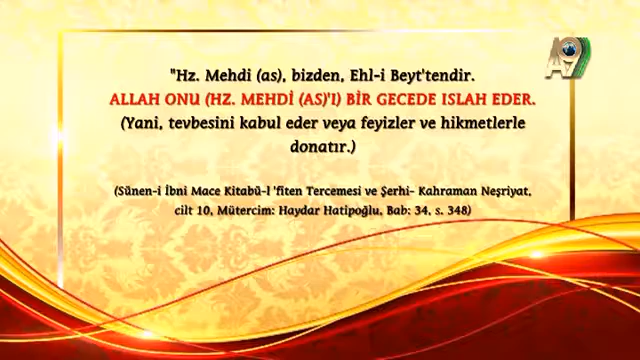 A9
"Hz. Mehdi (as), bizden, Ehl-i Beyt'tendir.
ALLAH ONU (HZ. MEHDİ (AS)'I) BİR GECEDE ISLAH EDER.
(Yani, tevbesini kabul eder veya feyizler ve hikmetlerle
donatır.)
(Sünen-i İbni Mace Kitabü-l 'fiten Tercemesi ve Şerhi- Kahraman Neşriyat,
cilt 10, Mütercim: Haydar Hatipoğlu, Bab: 34, s. 348)